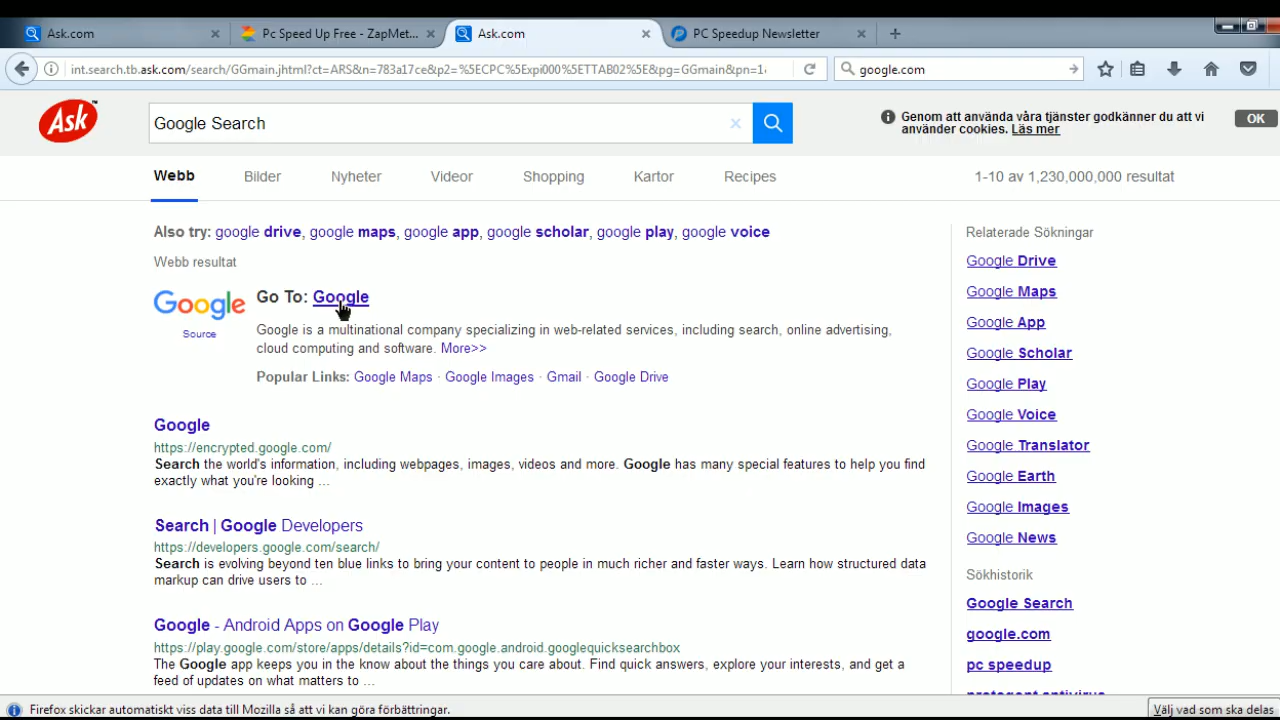 Ask.com
Pc Speed Up Free - ZapMet...
Ask.com
PC Speedup Newsletter
int.search.tb.ask.com/search/GGmain.jhtml?ct=ARS&n=783a17ce&p2=%5ECPC%5Expi000%5ETTAB02%5E&pg=GGmain&pn=1
google.com
Ask
Google Search
Genom att använda våra tjänster godkänner du att vi
använder cookies. Läs mer
OK
Webb
Bilder
Nyheter
Videor
Shopping
Kartor
Recipes
1-10 av 1,230,000,000 resultat
Also try: google drive, google maps, google app, google scholar, google play, google voice
Webb resultat
Google
Source
Go To: Google
Google is a multinational company specializing in web-related services, including search, online advertising,
cloud computing and software. More>>
Popular Links: Google Maps · Google Images · Gmail · Google Drive
Google
https://encrypted.google.com/
Search the world's information, including webpages, images, videos and more. Google has many special features to help you find
exactly what you're looking ...
Search | Google Developers
https://developers.google.com/search/
Search is evolving beyond ten blue links to bring your content to people in much richer and faster ways. Learn how structured data
markup can drive users to ...
Google - Android Apps on Google Play
https://play.google.com/store/apps/details?id=com.google.android.googlequicksearchbox
The Google app keeps you in the know about the things you care about. Find quick answers, explore your interests, and get a
feed of updates on what matters to ...
Relaterade Sökningar
Google Drive
Google Maps
Google App
Google Scholar
Google Play
Google Voice
Google Translator
Google Earth
Google Images
Google News
Sökhistorik
Google Search
google.com
pc speedup
protegent antivirus
Firefox skickar automatiskt viss data till Mozilla så att vi kan göra förbättringar.
Välj vad som ska delas